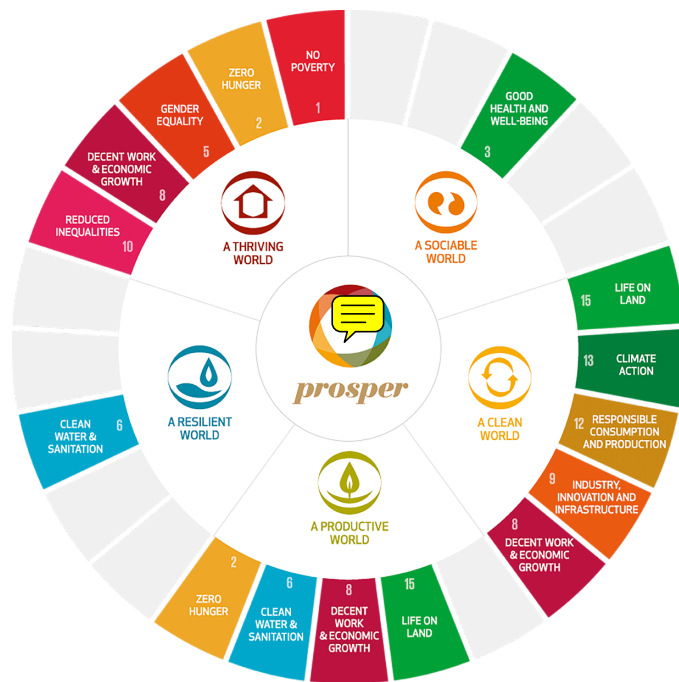 NO
POVERTY
1
ZERO
HUNGER
2
GENDER
EQUALITY
5
DECENT WORK
& ECONOMIC
GROWTH
8
REDUCED
INEQUALITIES
10
GOOD
HEALTH AND
WELL-BEING
3
15
LIFE ON
LAND
13
CLIMATE
ACTION
12
RESPONSIBLE
CONSUMPTION
AND PRODUCTION
9
INDUSTRY,
INNOVATION AND
INFRASTRUCTURE
8
DECENT WORK
& ECONOMIC
GROWTH
15
LIFE ON
LAND
8
DECENT
WORK
& ECONOMIC
GROWTH
6
CLEAN
WATER &
SANITATION
2
ZERO
HUNGER
CLEAN
WATER &
SANITATION
6
A THRIVING
WORLD
A SOCIABLE
WORLD
A RESILIENT
WORLD
A CLEAN
WORLD
A PRODUCTIVE
WORLD
prosper